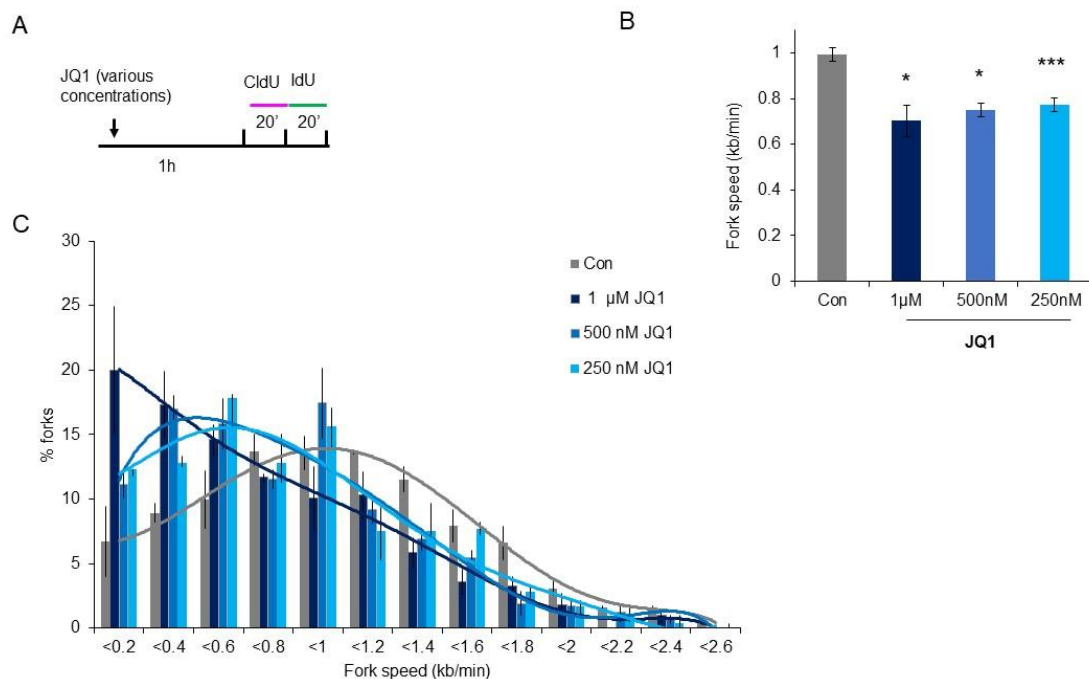 A
JQ1 (various
concentrations)
CldU
IdU
20'
20'
1h
B
Fork speed (kb/min)
1
0.8
0.6
0.4
0.2
0
*
*
***
Con
1µM
500nM
250nM
JQ1
C
% forks
30
25
20
15
10
5
0
Con
1 µM JQ1
500 nM JQ1
250 nM JQ1
<0.2
<0.4
<0.6
<0.8
<1
<1.2
<1.4
<1.6
<1.8
<2
<2.2
<2.4
<2.6
Fork speed (kb/min)